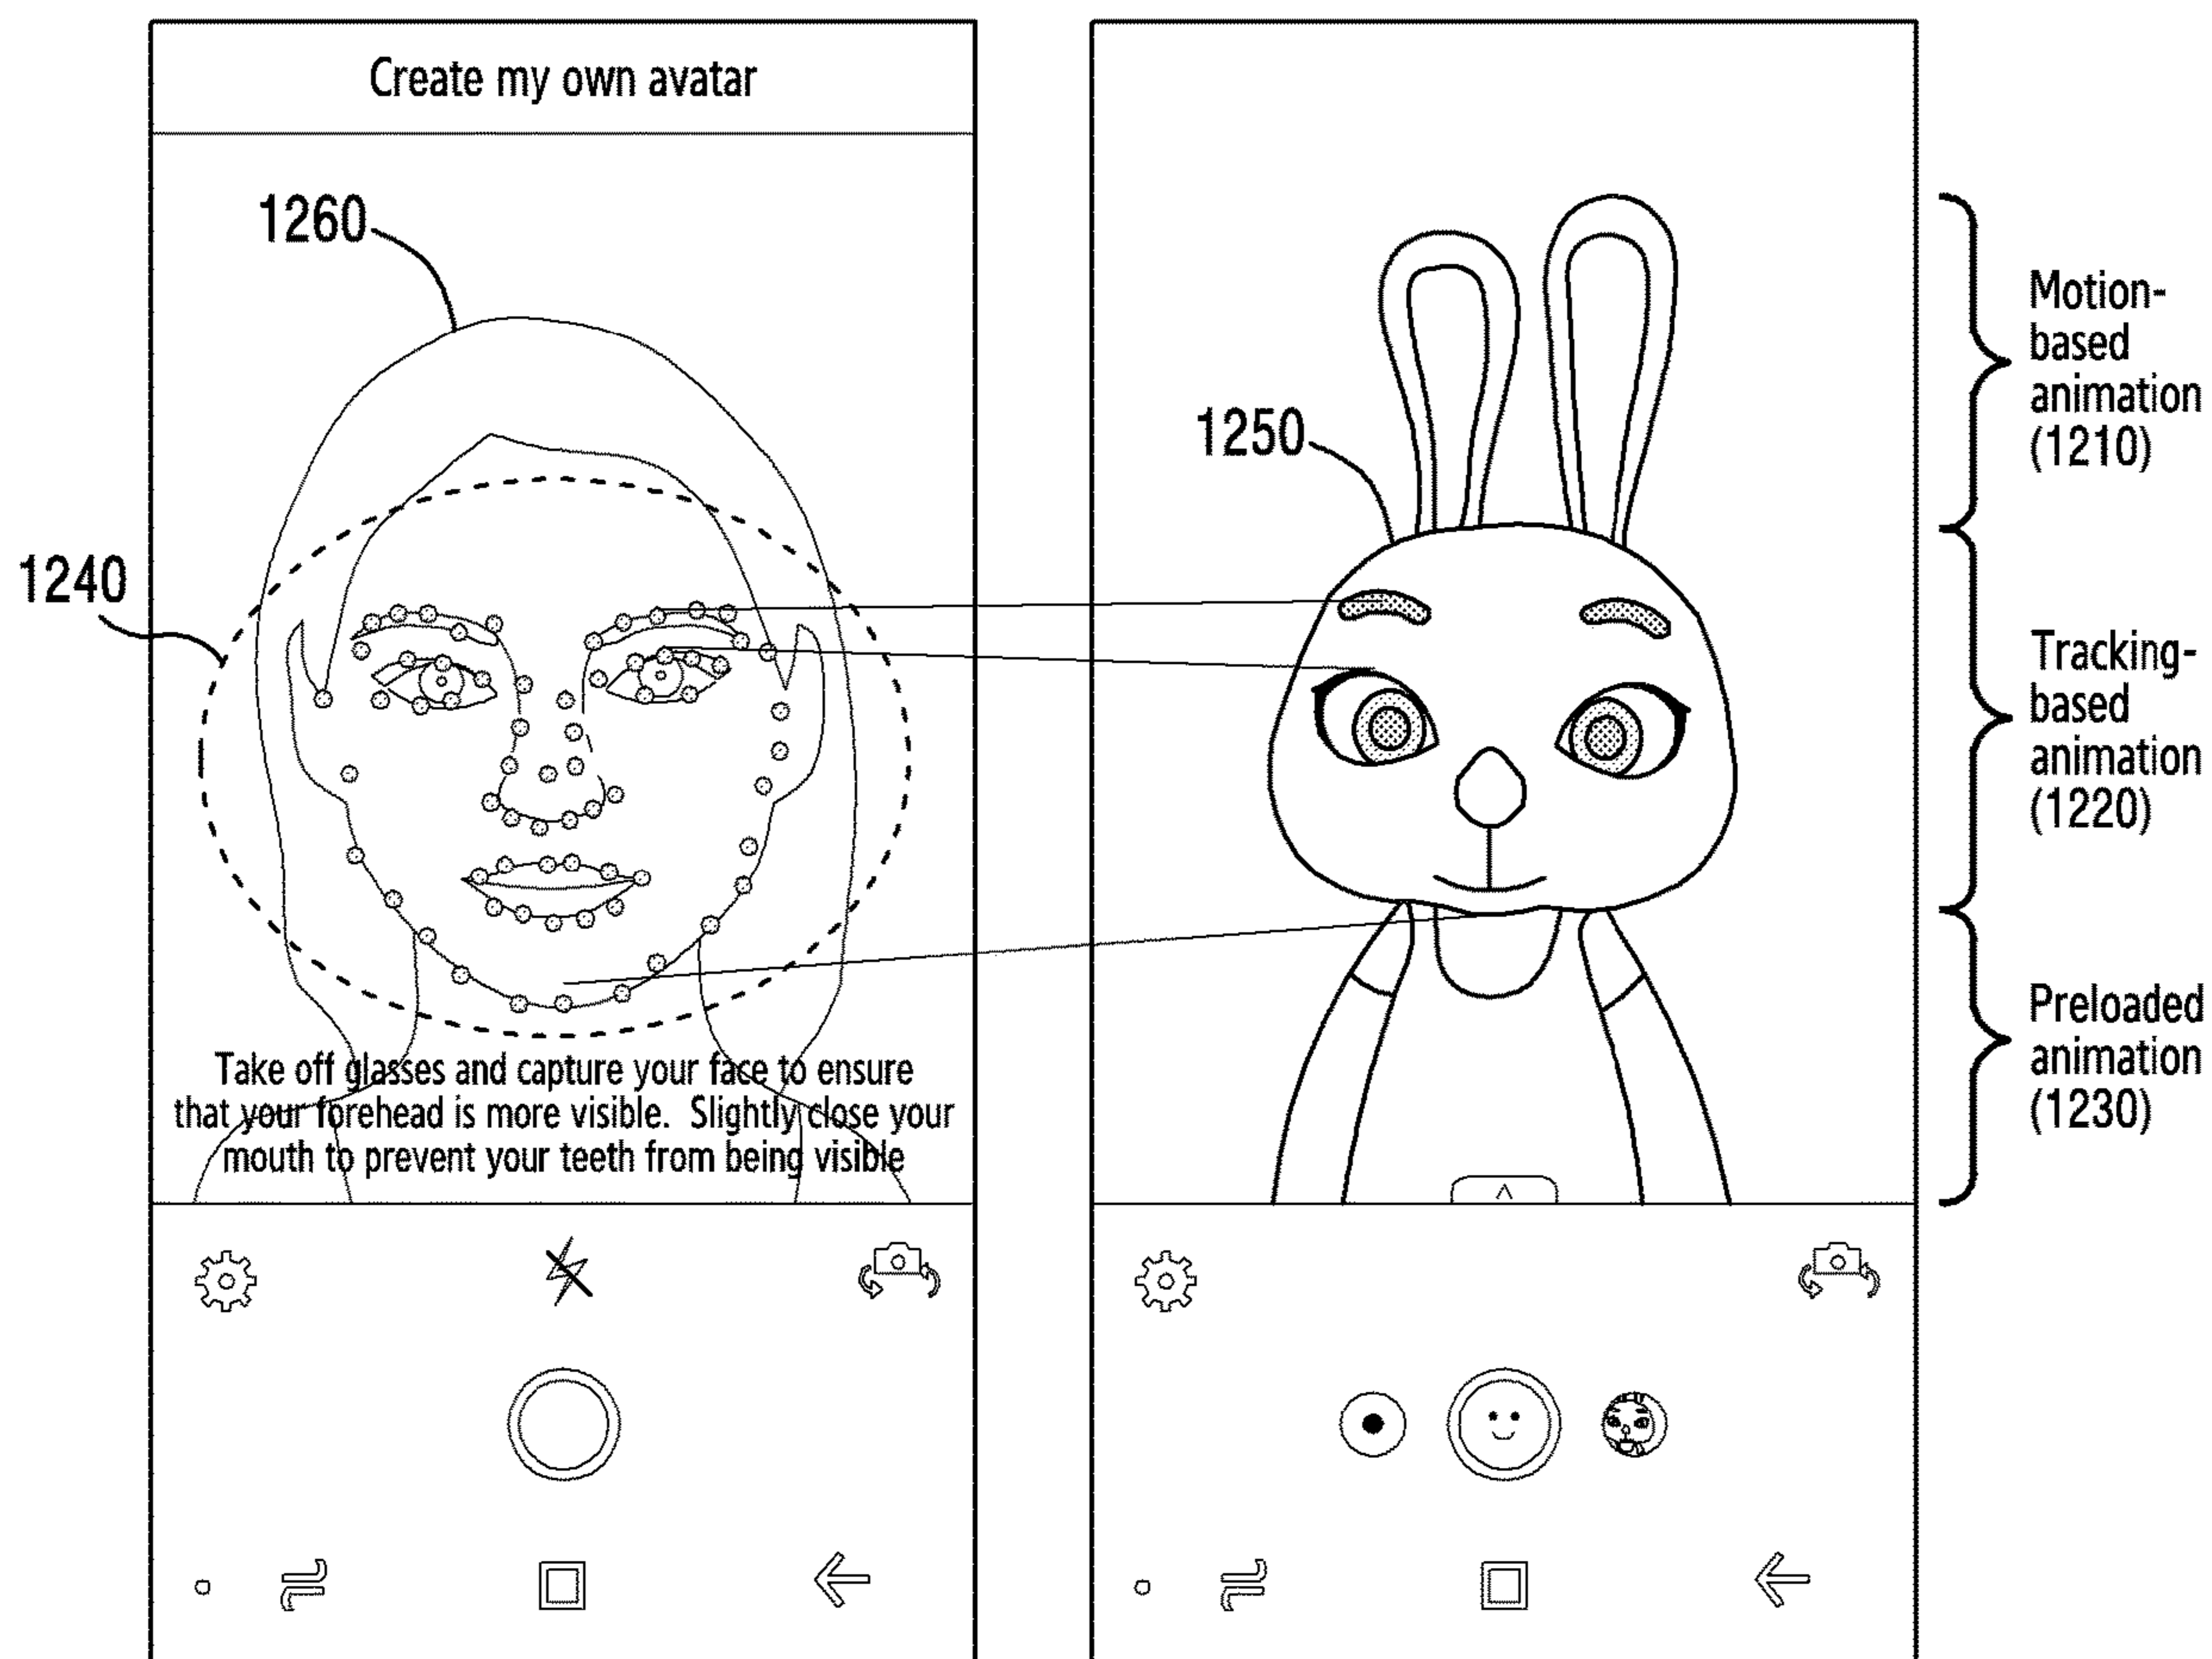 Create my own avatar
1260
1240
Take off glasses and capture your face to ensure
that your forehead is more visible. Slightly close your
mouth to prevent your teeth from being visible
1250
Motion-
based
animation
(1210)
Tracking-
based
animation
(1220)
Preloaded
animation
(1230)